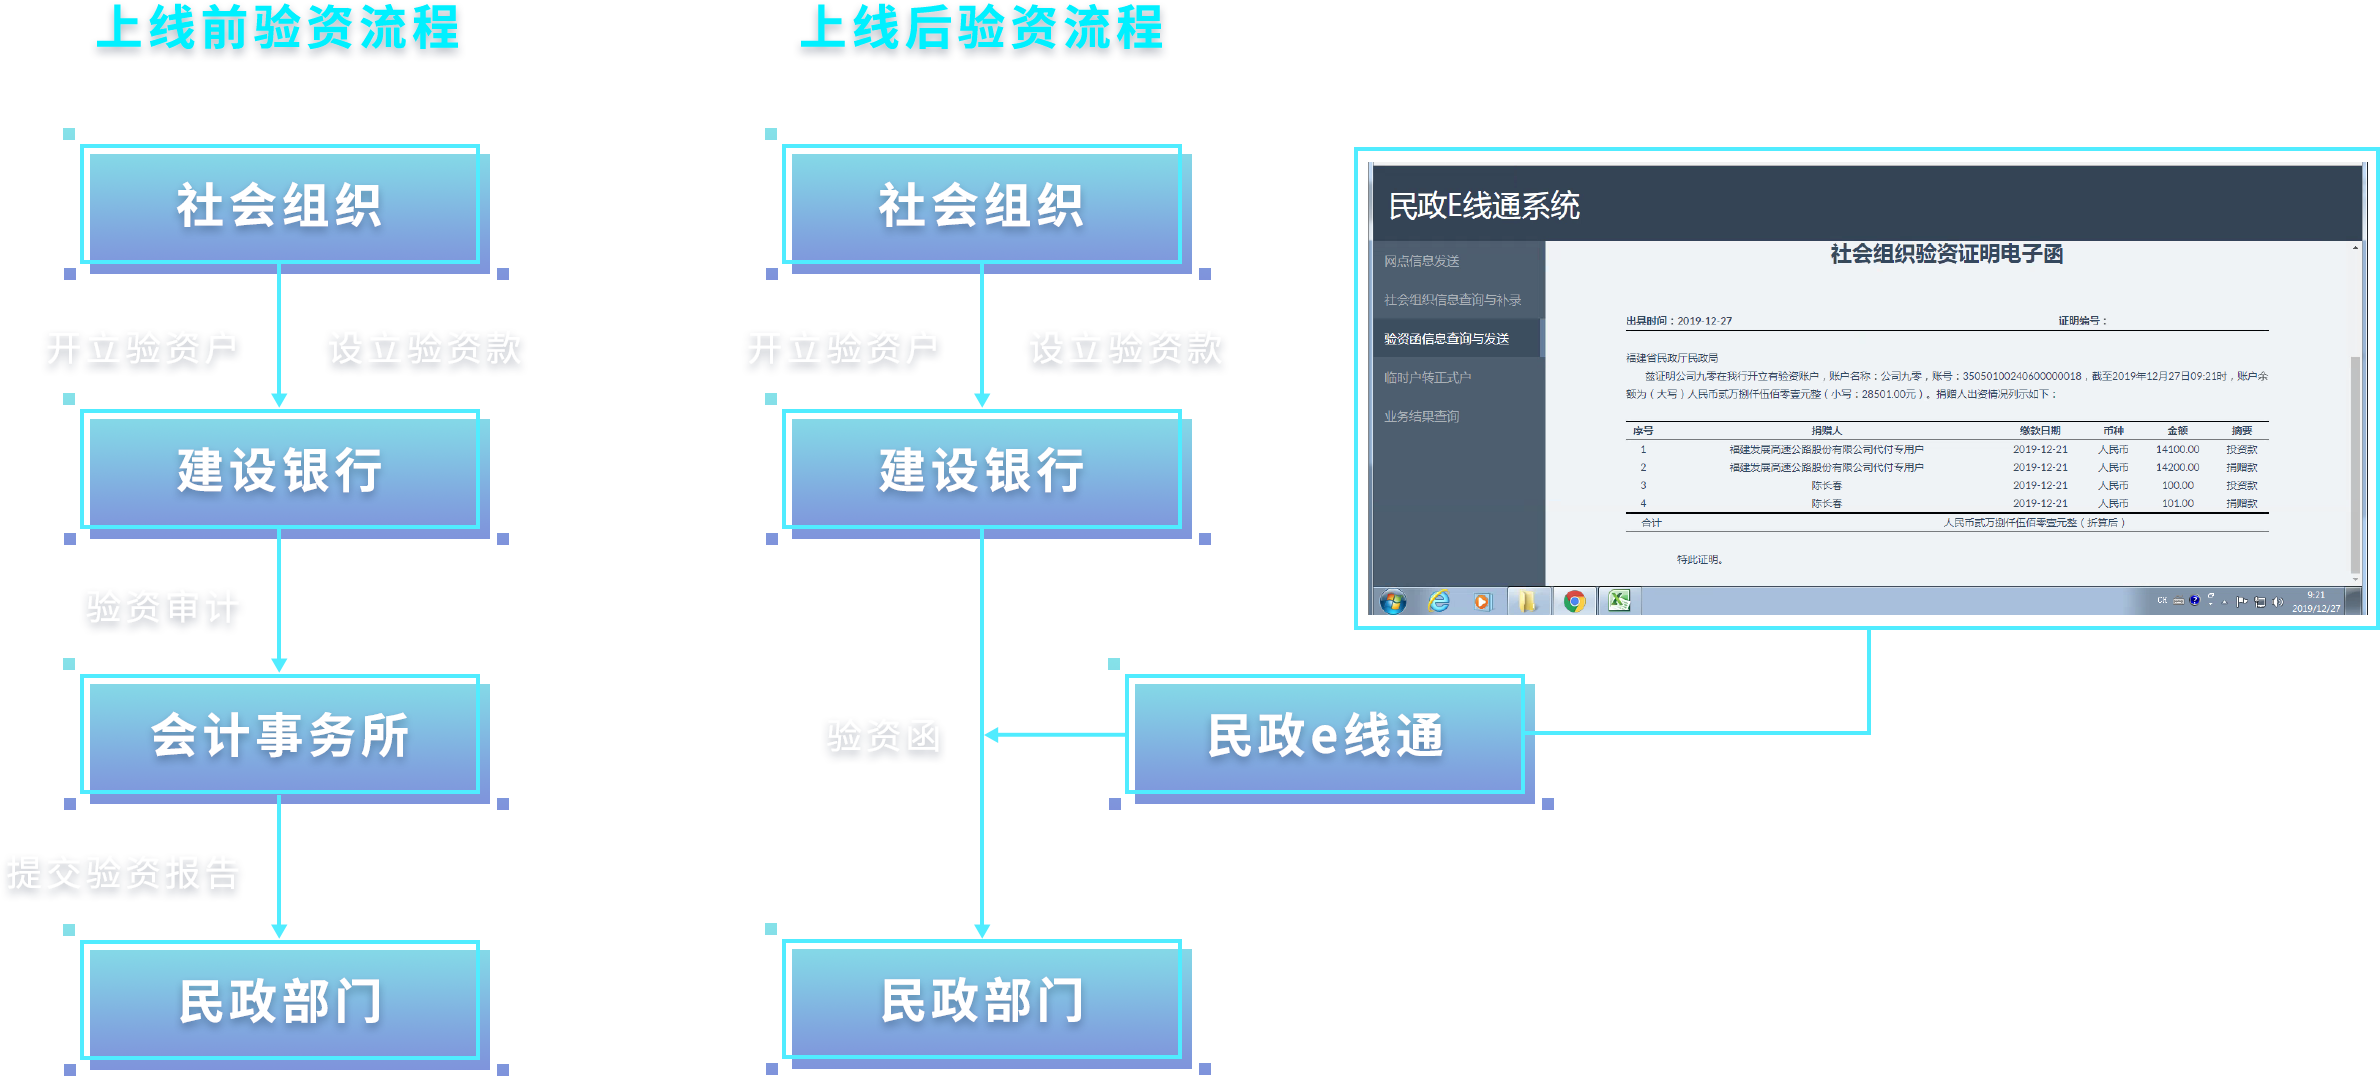 上线前验资流程
社会组织
开立验资户 设立验资款
建设银行
验资审计
会计事务所
提交验资报告
民政部门
上线后验资流程
社会组织
开立验资户 设立验资款
建设银行
验资函
民政e线通
民政部门
民政E线通系统
网点信息发送
社会组织信息查询与补录
验资函信息查询与发送
临时户转正式户
业务结果查询
社会组织验资证明电子函
出具时间：2019-12-27 证明编号：
福建省民政厅民政局
兹证明公司九零在我行开立有验资账户，账户名称：公司九零，账号：35050100240600000018，截至2019年12月27日09:21时，账户余
额为（大写）人民币贰万捌仟伍佰零壹元整（小写：28501.00元）。捐赠人出资情况列示如下：
序号 捐赠人 缴款日期 币种 金额 摘要
1 福建发展高速公路股份有限公司代付专用户 2019-12-21 人民币 14100.00 投资款
2 福建发展高速公路股份有限公司代付专用户 2019-12-21 人民币 14200.00 捐赠款
3 陈长春 2019-12-21 人民币 100.00 投资款
4 陈长春 2019-12-21 人民币 101.00 捐赠款
合计 人民币贰万捌仟伍佰零壹元整（折算后）
特此证明。
CH
9:21
2019/12/27